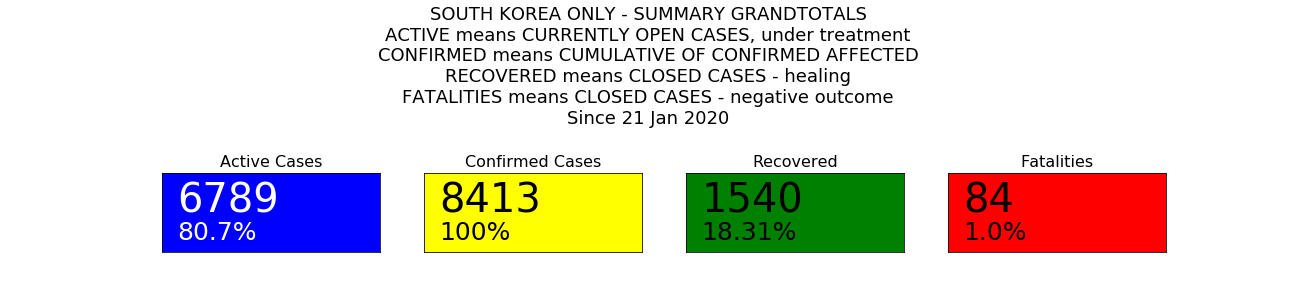 SOUTH KOREA ONLY - SUMMARY GRANDTOTALS
ACTIVE means CURRENTLY OPEN CASES, under treatment
CONFIRMED means CUMULATIVE OF CONFIRMED AFFECTED
RECOVERED means CLOSED CASES - healing
FATALITIES means CLOSED CASES - negative outcome
Since 21 Jan 2020
Active Cases
6789
80.7%
Confirmed Cases
8413
100%
Recovered
1540
18.31%
Fatalities
84
1.0%